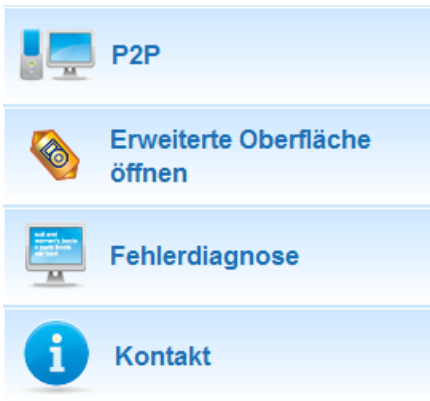 P2P
Erweiterte Oberfläche
öffnen
Fehlerdiagnose
Kontakt